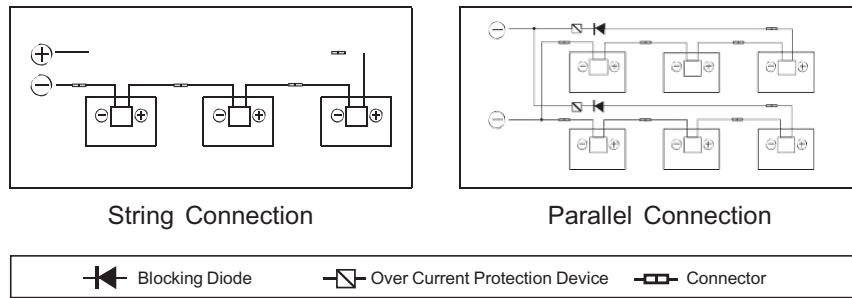 String Connection
Parallel Connection
Blocking Diode
Over Current Protection Device
Connector